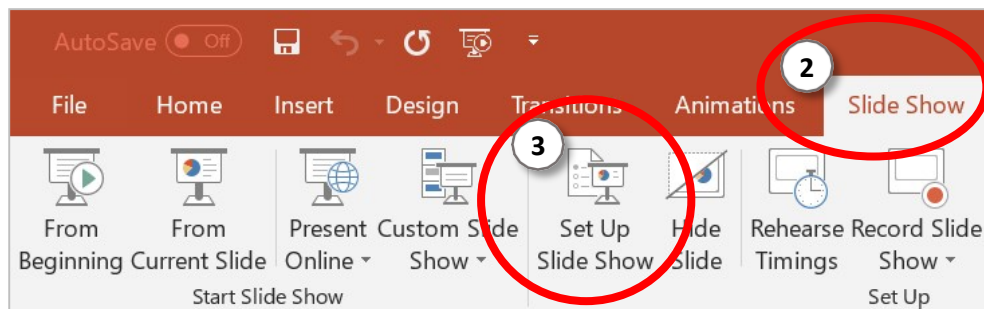 AutoSave Off
2
File Home Insert Design Transitions Animations Slide Show
3
From Beginning
From Current Slide
Present Online
Custom Slide Show
Set Up Slide Show
Hide Slide
Rehearse Timings
Record Slide Show
Start Slide Show
Set Up